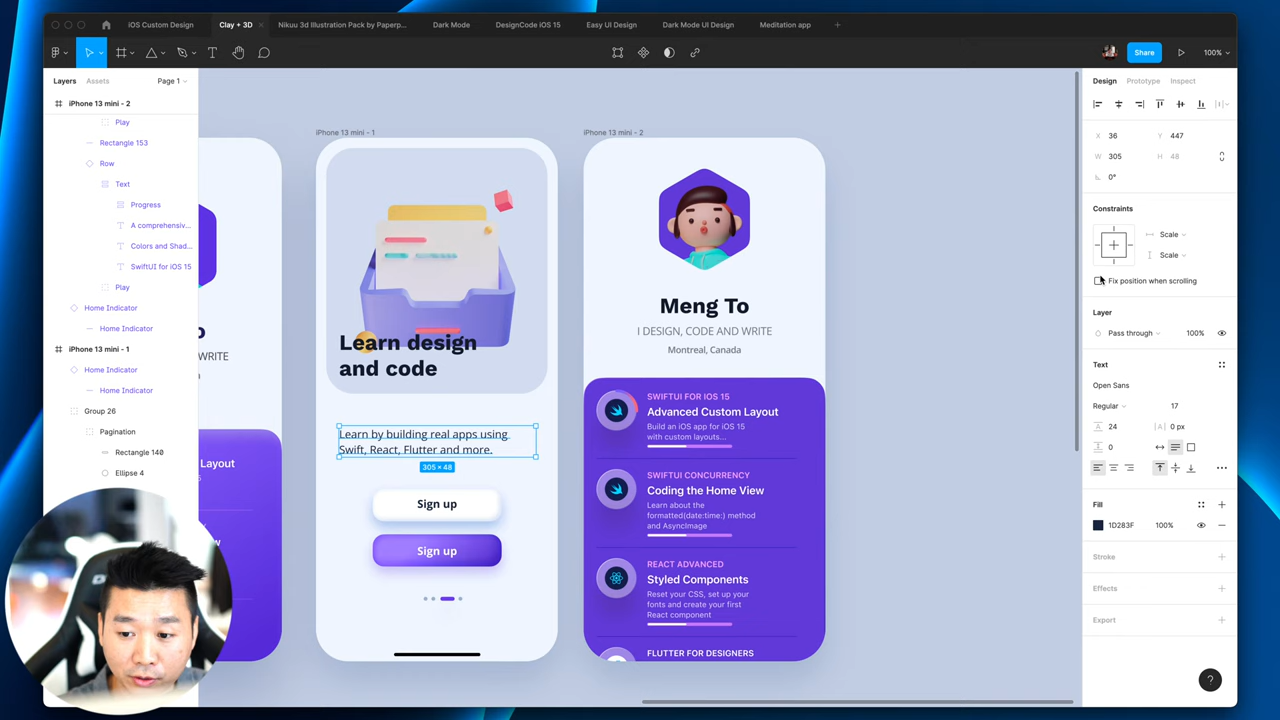 iOS Custom Design
Clay + 3D
Nikuu 3d Illustration Pack by Paperp...
Dark Mode
DesignCode iOS 15
Easy UI Design
Dark Mode UI Design
Meditation app
Share
100%
Layers
Assets
Page 1
iPhone 13 mini - 2
Play
Rectangle 153
Row
Text
Progress
A comprehensiv...
Colors and Shad...
SwiftUI for iOS 15
Play
Home Indicator
Home Indicator
iPhone 13 mini - 1
Home Indicator
Home Indicator
Group 26
Pagination
Rectangle 140
Ellipse 4
WRITE
Layout
iPhone 13 mini - 1
Learn design
and code
Learn by building real apps using
Swift, React, Flutter and more.
305 × 48
Sign up
Sign up
iPhone 13 mini - 2
Meng To
I DESIGN, CODE AND WRITE
Montreal, Canada
SWIFTUI FOR IOS 15
Advanced Custom Layout
Build an iOS app for iOS 15
with custom layouts...
SWIFTUI CONCURRENCY
Coding the Home View
Learn about the
formatted(date:time:) method
and AsyncImage
REACT ADVANCED
Styled Components
Reset your CSS, set up your
fonts and create your first
React component
FLUTTER FOR DESIGNERS
Design
Prototype
Inspect
X 36
Y 447
W 305
H 48
0°
Constraints
Scale
Scale
Fix position when scrolling
Layer
Pass through
100%
Text
Open Sans
Regular
17
24
0 px
0
Fill
1D283F
100%
Stroke
Effects
Export
?